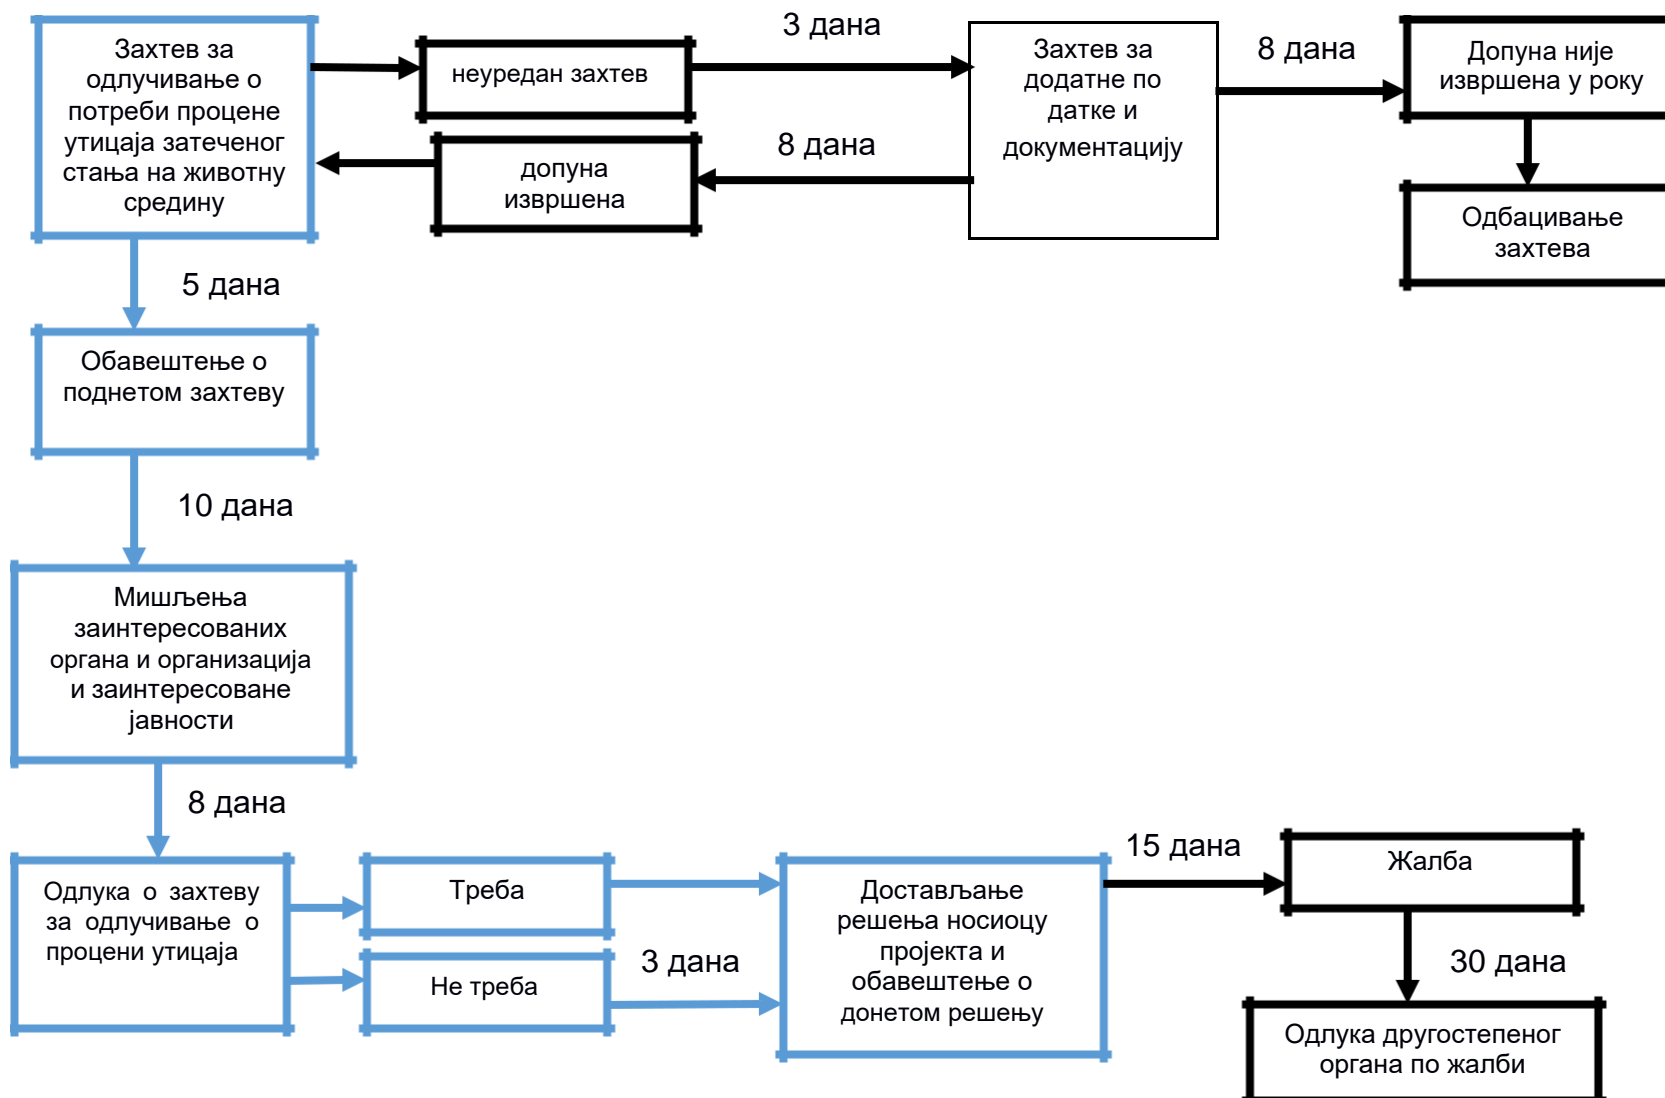 Захтев за
одлучивање о
потреби процене
утицаја затеченог
стања на животну
средину
неуредан захтев
3 дана
Захтев за
додатне по
датке и
документацију
8 дана
Допуна није
извршена у року
допуна
извршена
8 дана
Одбацивање
захтева
5 дана
Обавештење о
поднетом захтеву
10 дана
Мишљења
заинтересованих
органа и организација
и заинтересоване
јавности
8 дана
Одлука о захтеву
за одлучивање о
процени утицаја
Треба
Не треба
3 дана
Достављање
решења носиоцу
пројекта и
обавештење о
донетом решењу
15 дана
Жалба
30 дана
Одлука другостепеног
органа по жалби